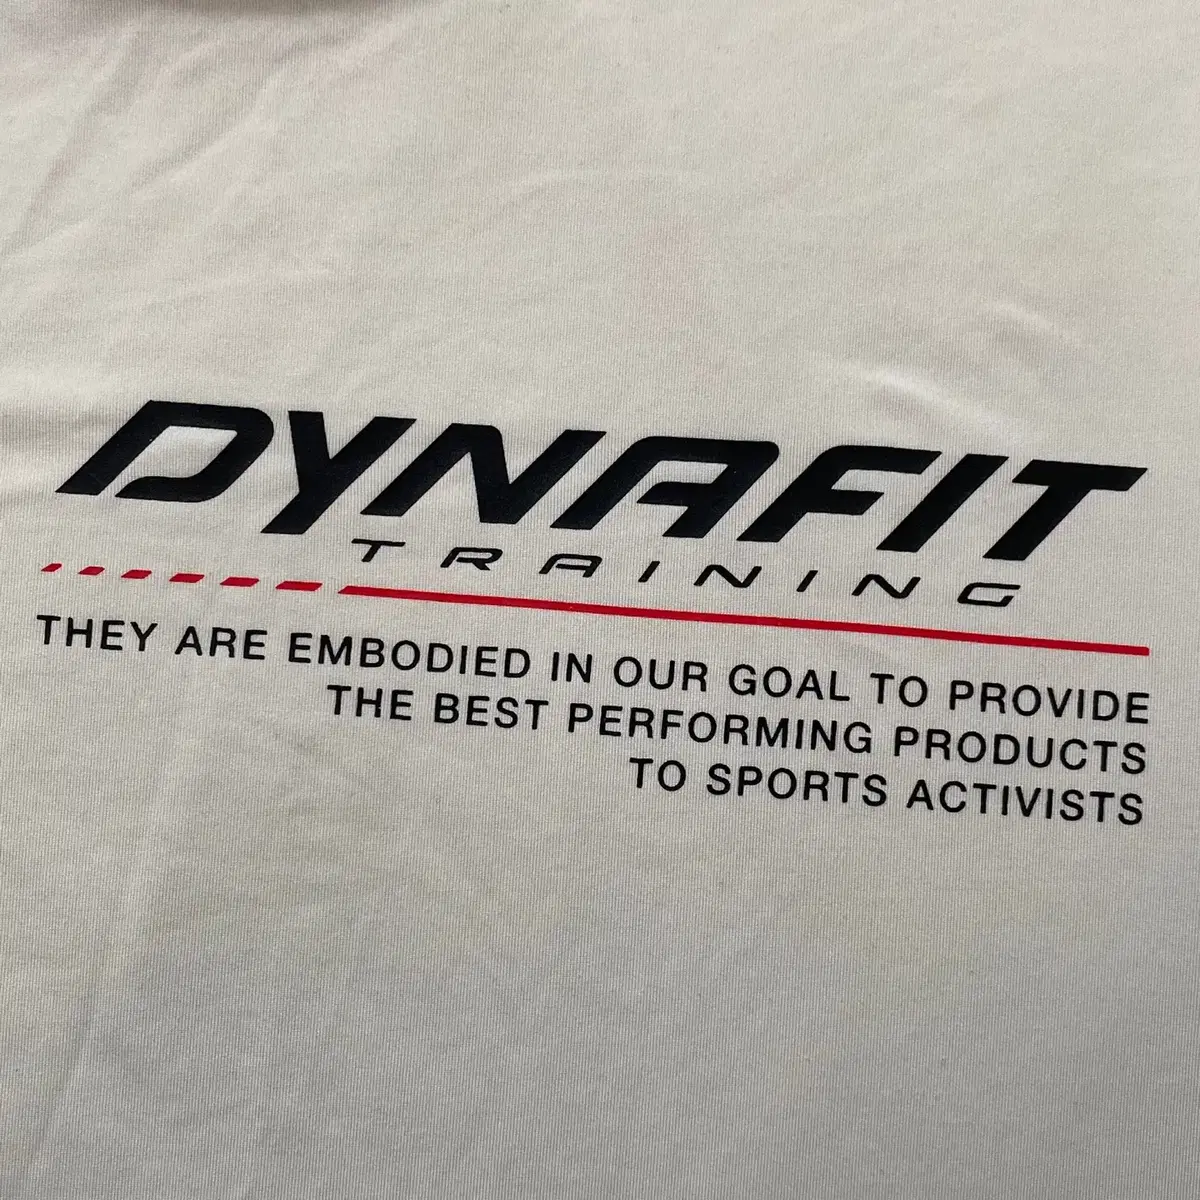 DYNAFIT
TRAINING
THEY ARE EMBODIED IN OUR GOAL TO PROVIDE
THE BEST PERFORMING PRODUCTS
TO SPORTS ACTIVISTS